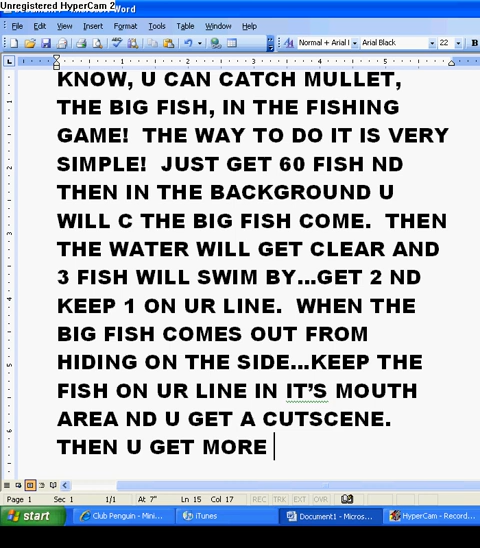 Unregistered HyperCam 2
File Edit View Insert Format Tools Table Window Help
Normal + Arial Arial Black 22 B
KNOW, U CAN CATCH MULLET,
THE BIG FISH, IN THE FISHING
GAME! THE WAY TO DO IT IS VERY
SIMPLE! JUST GET 60 FISH ND
THEN IN THE BACKGROUND U
WILL C THE BIG FISH COME. THEN
THE WATER WILL GET CLEAR AND
3 FISH WILL SWIM BY...GET 2 ND
KEEP 1 ON UR LINE. WHEN THE
BIG FISH COMES OUT FROM
HIDING ON THE SIDE...KEEP THE
FISH ON UR LINE IN IT'S MOUTH
AREA ND U GET A CUTSCENE.
THEN U GET MORE
Page 1 Sec 1 1/1 At 7" Ln 15 Col 17 REC TRK EXT OVR
start Club Penguin - Mini... iTunes Document1 - Micros... HyperCam - Record...